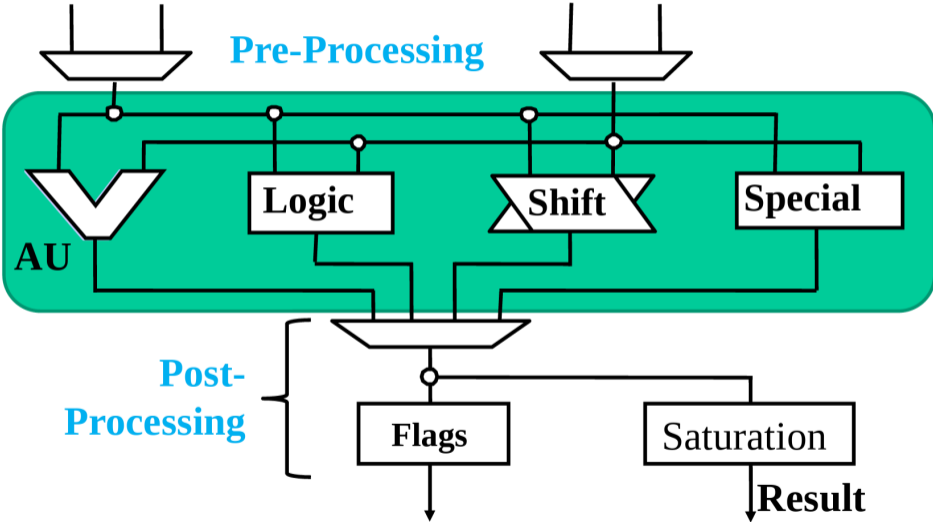 Pre-Processing
Logic
Shift
Special
AU
Post-
Processing
Flags
Saturation
Result